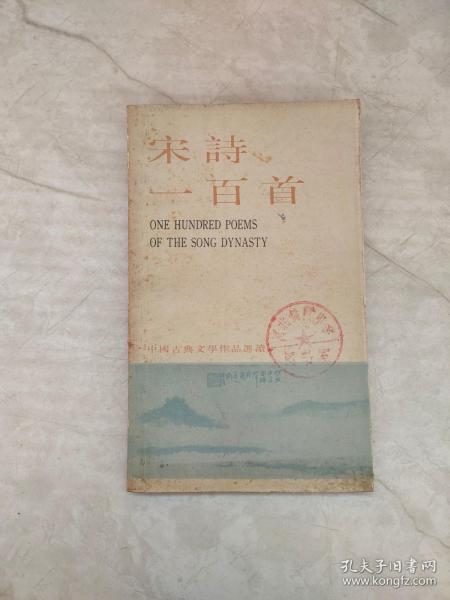 宋詩
一百首
ONE HUNDRED POEMS
OF THE SONG DYNASTY
中國古典文學作品選讀
孔夫子旧书网
www.kongfz.com